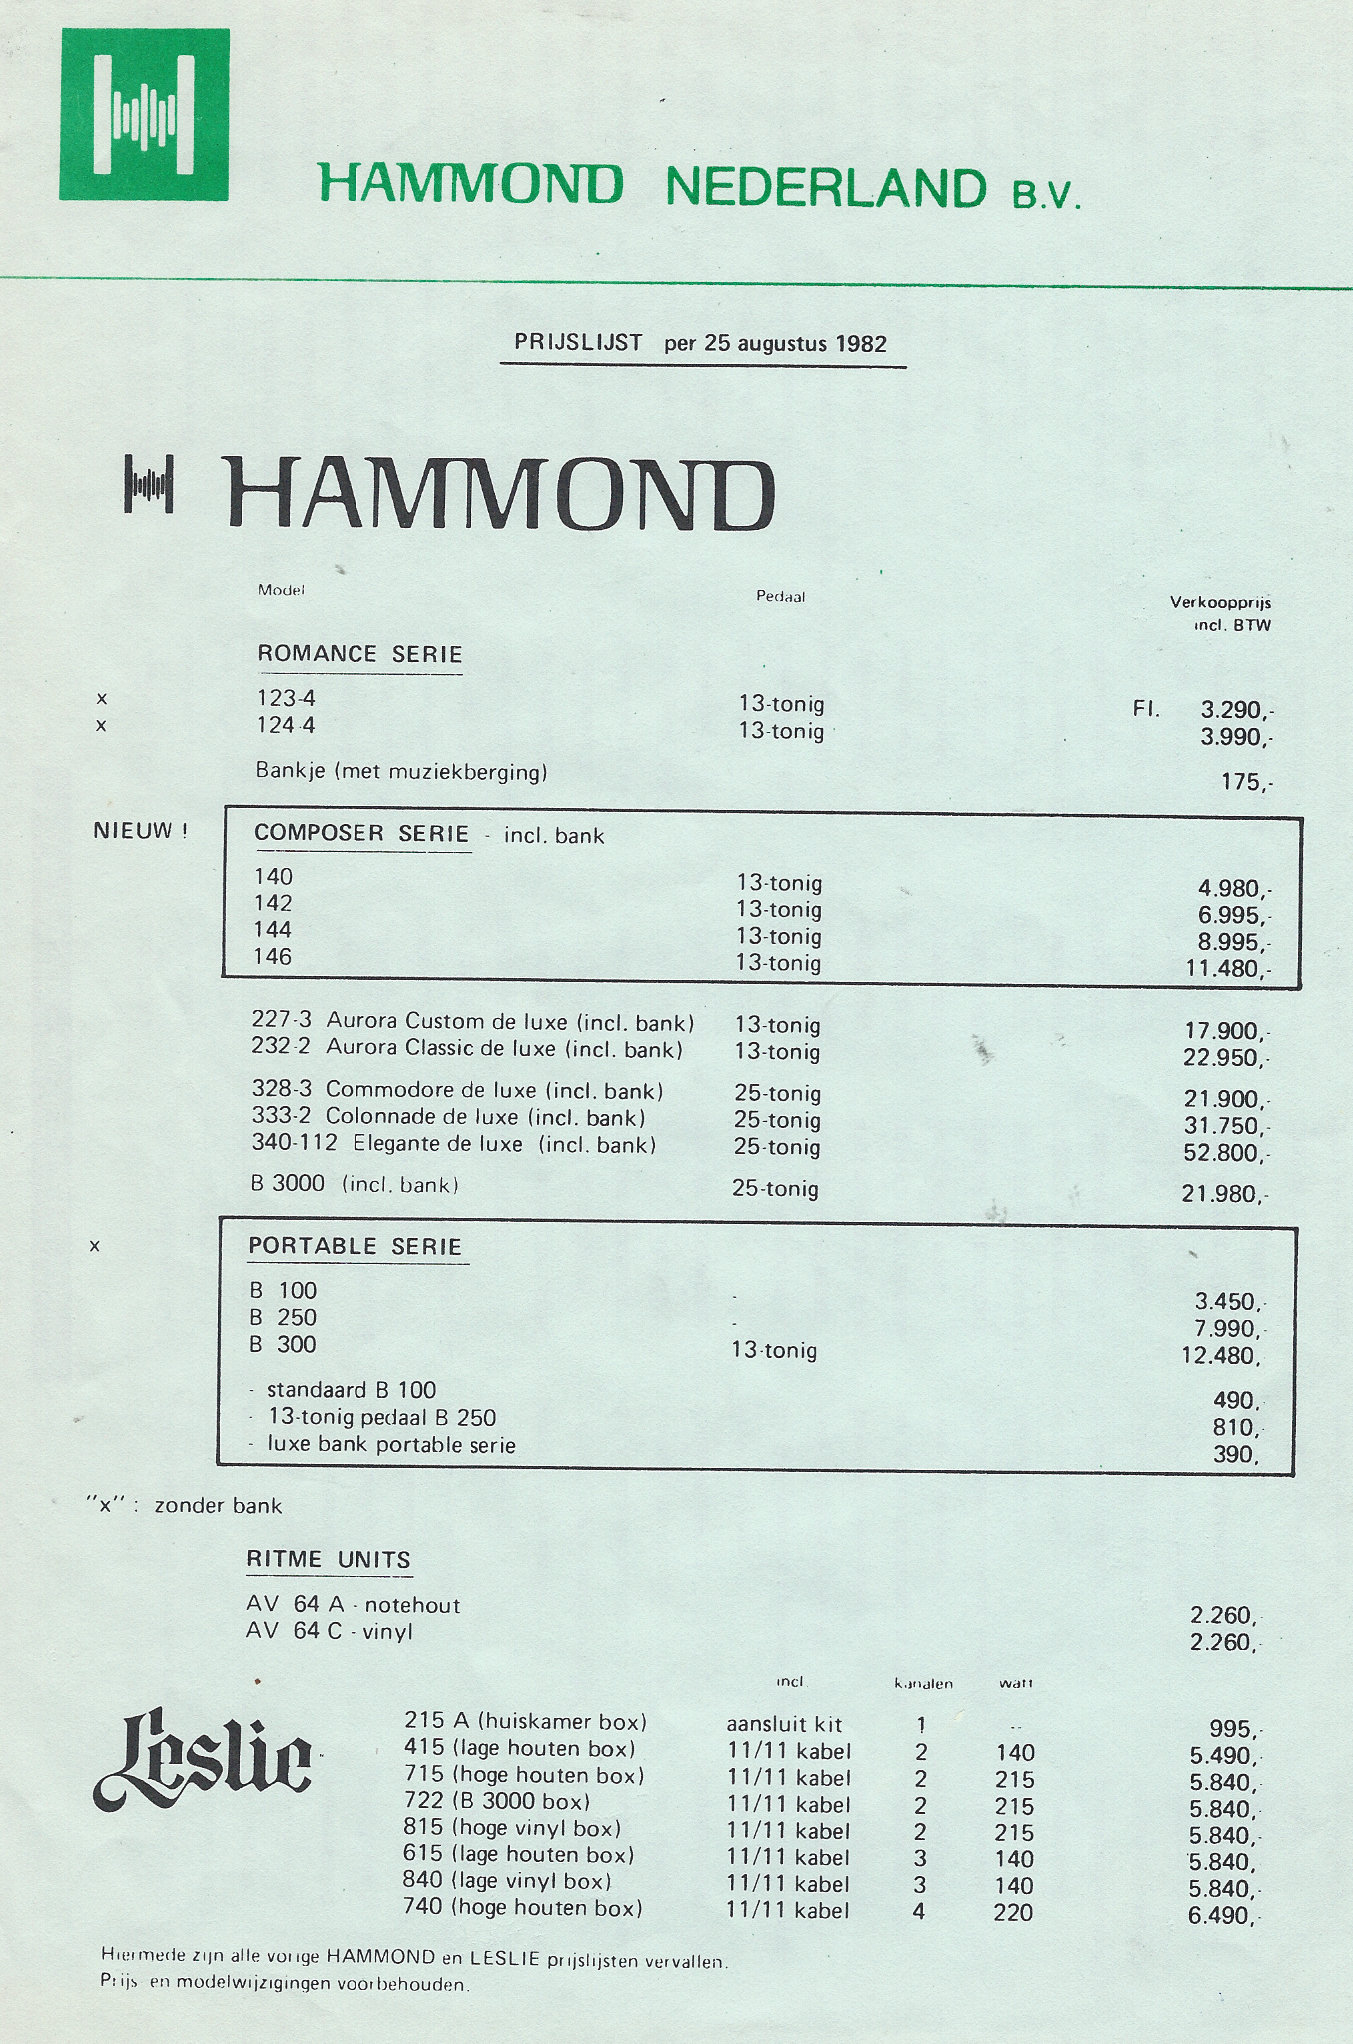 HAMMOND NEDERLAND B.V.
PRIJSLIJST per 25 augustus 1982
HAMMOND
Model Pedaal Verkoopprijs
incl. BTW
ROMANCE SERIE
x 123-4 13-tonig Fl. 3.290,-
x 124-4 13-tonig 3.990,-
Bankje (met muziekberging) 175,-
NIEUW ! COMPOSER SERIE - incl. bank
140 13-tonig 4.980,-
142 13-tonig 6.995,-
144 13-tonig 8.995,-
146 13-tonig 11.480,-
227-3 Aurora Custom de luxe (incl. bank) 13-tonig 17.900,-
232-2 Aurora Classic de luxe (incl. bank) 13-tonig 22.950,-
328-3 Commodore de luxe (incl. bank) 25-tonig 21.900,-
333-2 Colonnade de luxe (incl. bank) 25-tonig 31.750,-
340-112 Elegante de luxe (incl. bank) 25-tonig 52.800,-
B 3000 (incl. bank) 25-tonig 21.980,-
x PORTABLE SERIE
B 100 - 3.450,-
B 250 - 7.990,-
B 300 13-tonig 12.480,
- standaard B 100 490,-
- 13-tonig pedaal B 250 810,-
- luxe bank portable serie 390,
"x" : zonder bank
RITME UNITS
AV 64 A - notehout 2.260,-
AV 64 C - vinyl 2.260,-
incl. kanalen watt
Leslie
215 A (huiskamer box) aansluit kit 1 -- 995,-
415 (lage houten box) 11/11 kabel 2 140 5.490,-
715 (hoge houten box) 11/11 kabel 2 215 5.840,-
722 (B 3000 box) 11/11 kabel 2 215 5.840,-
815 (hoge vinyl box) 11/11 kabel 2 215 5.840,-
615 (lage houten box) 11/11 kabel 3 140 5.840,
840 (lage vinyl box) 11/11 kabel 3 140 5.840,-
740 (hoge houten box) 11/11 kabel 4 220 6.490,-
Hiermede zijn alle vorige HAMMOND en LESLIE prijslijsten vervallen.
Prijs en modelwijzigingen voorbehouden.